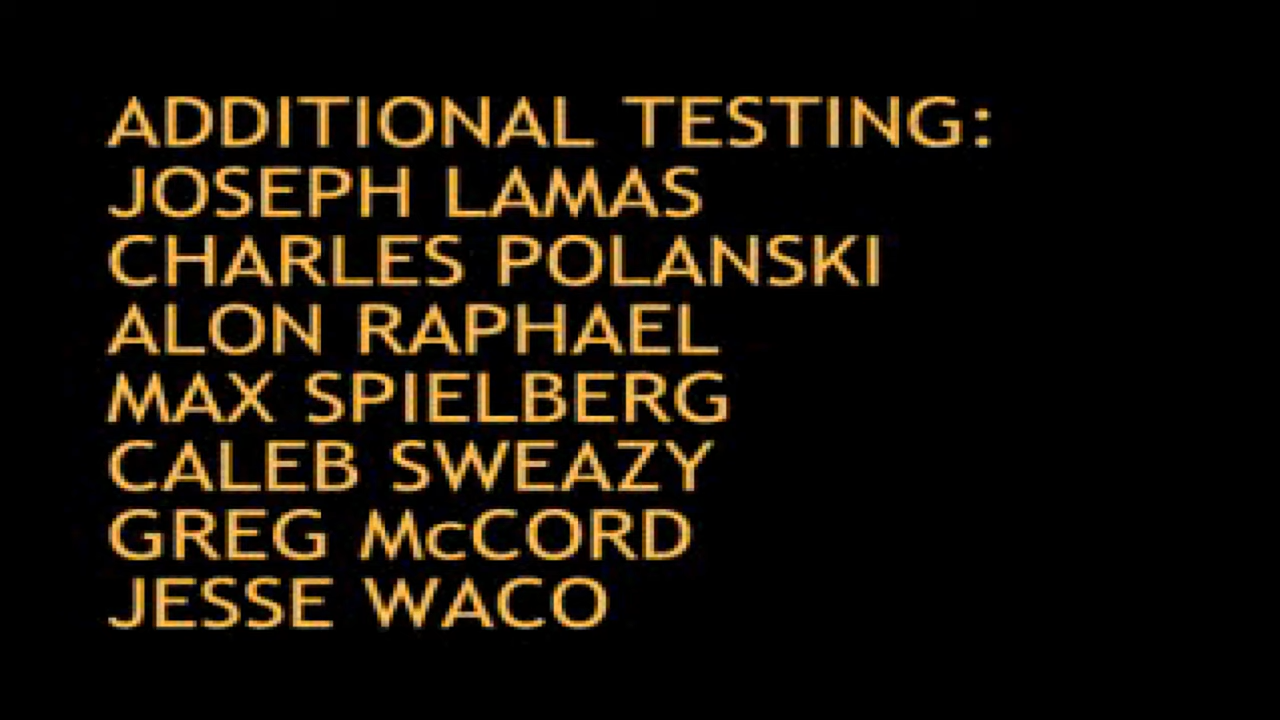 ADDITIONAL TESTING:
JOSEPH LAMAS
CHARLES POLANSKI
ALON RAPHAEL
MAX SPIELBERG
CALEB SWEAZY
GREG McCORD
JESSE WACO